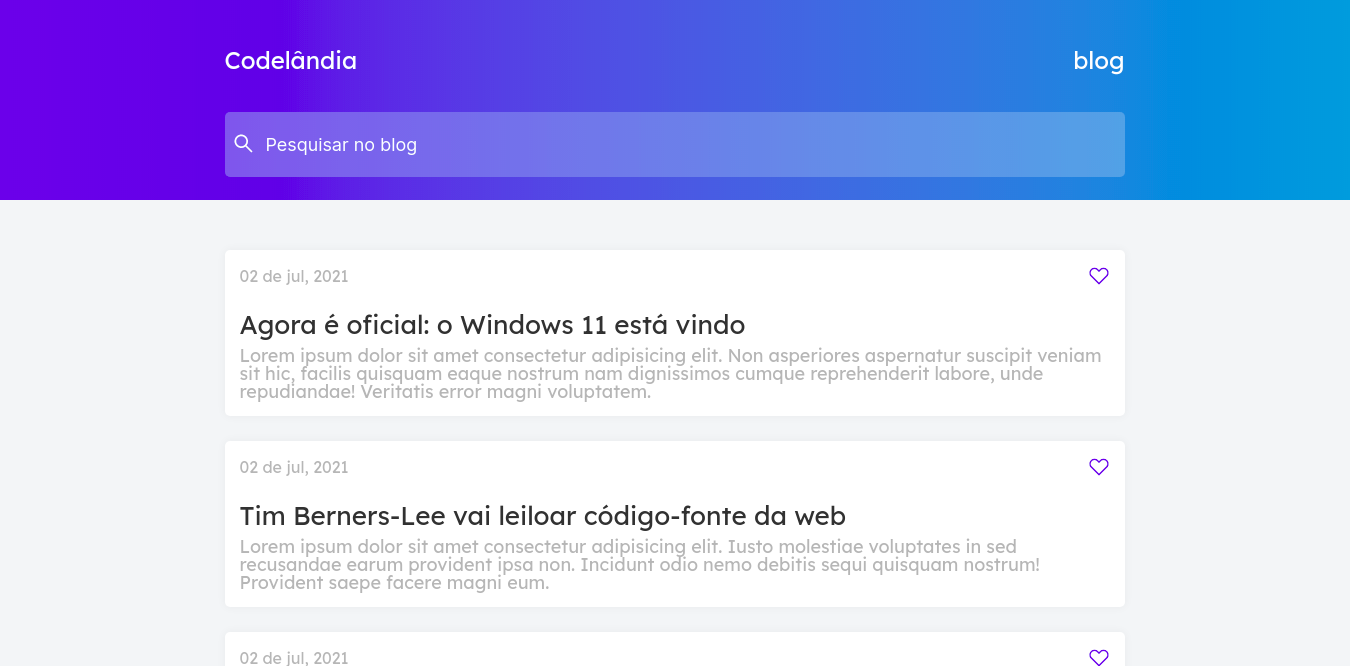 Codelândia
blog
Pesquisar no blog
02 de jul, 2021
Agora é oficial: o Windows 11 está vindo
Lorem ipsum dolor sit amet consectetur adipisicing elit. Non asperiores aspernatur suscipit veniam
sit hic, facilis quisquam eaque nostrum nam dignissimos cumque reprehenderit labore, unde
repudiandae! Veritatis error magni voluptatem.
02 de jul, 2021
Tim Berners-Lee vai leiloar código-fonte da web
Lorem ipsum dolor sit amet consectetur adipisicing elit. Iusto molestiae voluptates in sed
recusandae earum provident ipsa non. Incidunt odio nemo debitis sequi quisquam nostrum!
Provident saepe facere magni eum.
02 de jul, 2021